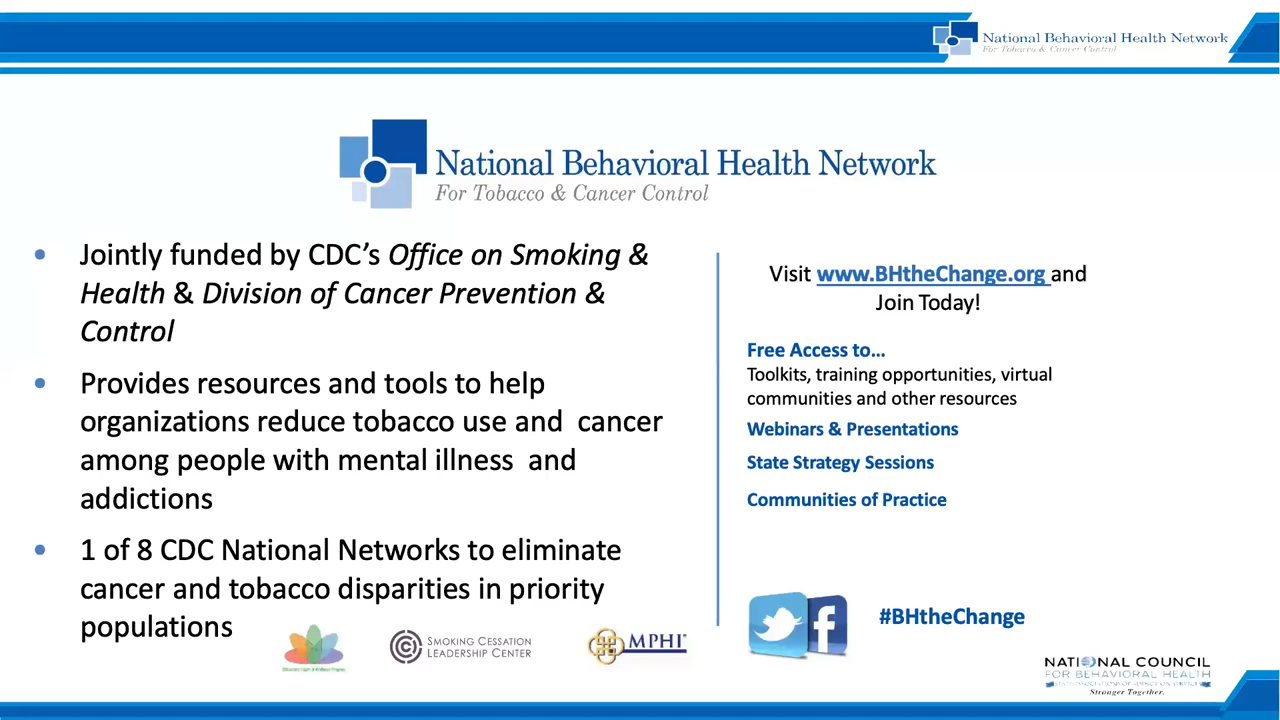 National Behavioral Health Network
For Tobacco & Cancer Control
National Behavioral Health Network
For Tobacco & Cancer Control
• Jointly funded by CDC’s Office on Smoking &
Health & Division of Cancer Prevention &
Control
• Provides resources and tools to help
organizations reduce tobacco use and cancer
among people with mental illness and
addictions
• 1 of 8 CDC National Networks to eliminate
cancer and tobacco disparities in priority
populations
SMOKING CESSATION
LEADERSHIP CENTER
MPHI
Visit www.BHtheChange.org and
Join Today!
Free Access to…
Toolkits, training opportunities, virtual
communities and other resources
Webinars & Presentations
State Strategy Sessions
Communities of Practice
f
#BHtheChange
NATIONAL COUNCIL
FOR BEHAVIORAL HEALTH
Stronger Together.